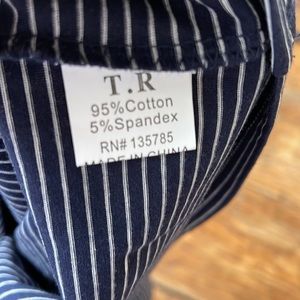 T.R
95%Cotton
5%Spandex
RN# 135785
MADE IN CHINA